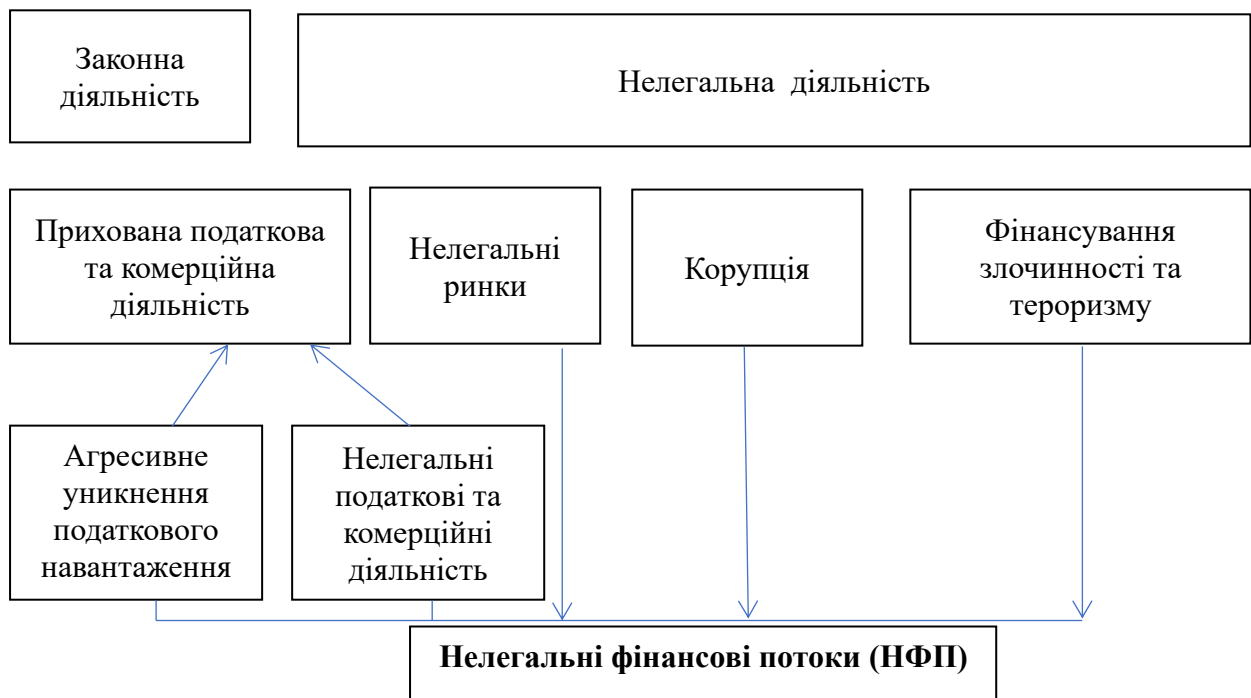 Законна
діяльність
Нелегальна діяльність
Прихована податкова
та комерційна
діяльність
Нелегальні
ринки
Корупція
Фінансування
злочинності та
тероризму
Агресивне
уникнення
податкового
навантаження
Нелегальні
податкові та
комерційні
діяльність
Нелегальні фінансові потоки (НФП)